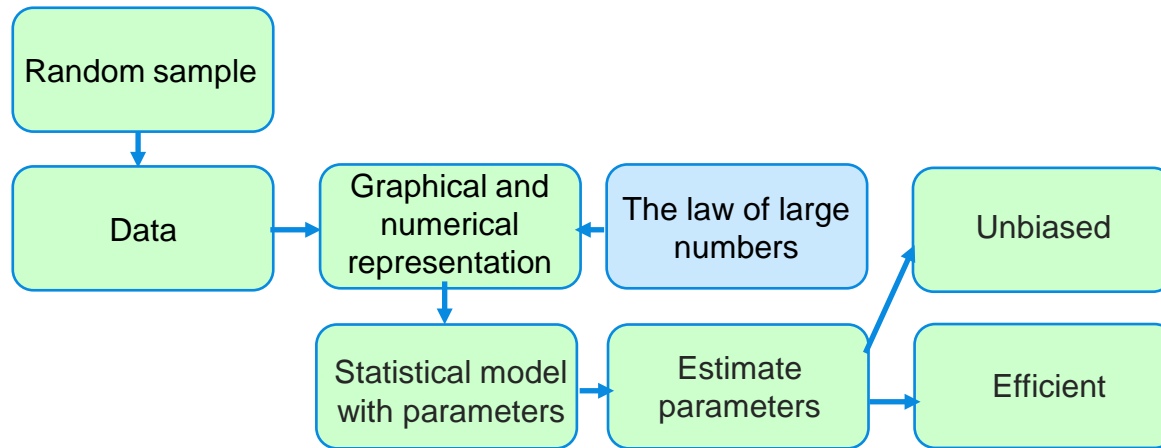 Random sample
Data
Graphical and
numerical
representation
The law of large
numbers
Unbiased
Statistical model
with parameters
Estimate
parameters
Efficient